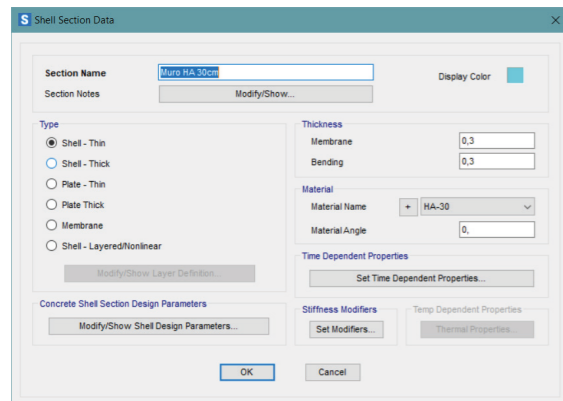 S Shell Section Data
Section Name
Muro HA 30cm
Display Color
Section Notes
Modify/Show...
Type
Shell - Thin
Shell - Thick
Plate - Thin
Plate Thick
Membrane
Shell - Layered/Nonlinear
Modify/Show Layer Definition...
Thickness
Membrane
0,3
Bending
0,3
Material
Material Name
+
HA-30
Material Angle
0,
Time Dependent Properties
Set Time Dependent Properties...
Concrete Shell Section Design Parameters
Modify/Show Shell Design Parameters...
Stiffness Modifiers
Set Modifiers...
Temp Dependent Properties
Thermal Properties...
OK
Cancel